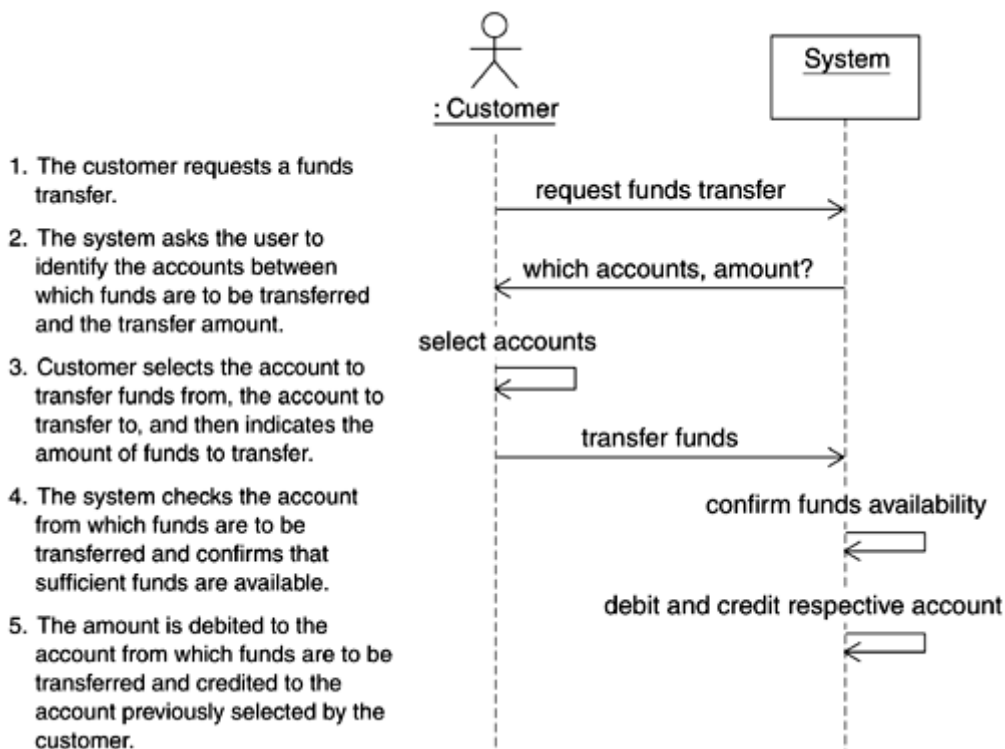 : Customer
System
1. The customer requests a funds
transfer.
2. The system asks the user to
identify the accounts between
which funds are to be transferred
and the transfer amount.
3. Customer selects the account to
transfer funds from, the account to
transfer to, and then indicates the
amount of funds to transfer.
4. The system checks the account
from which funds are to be
transferred and confirms that
sufficient funds are available.
5. The amount is debited to the
account from which funds are to be
transferred and credited to the
account previously selected by the
customer.
request funds transfer
which accounts, amount?
select accounts
transfer funds
confirm funds availability
debit and credit respective account